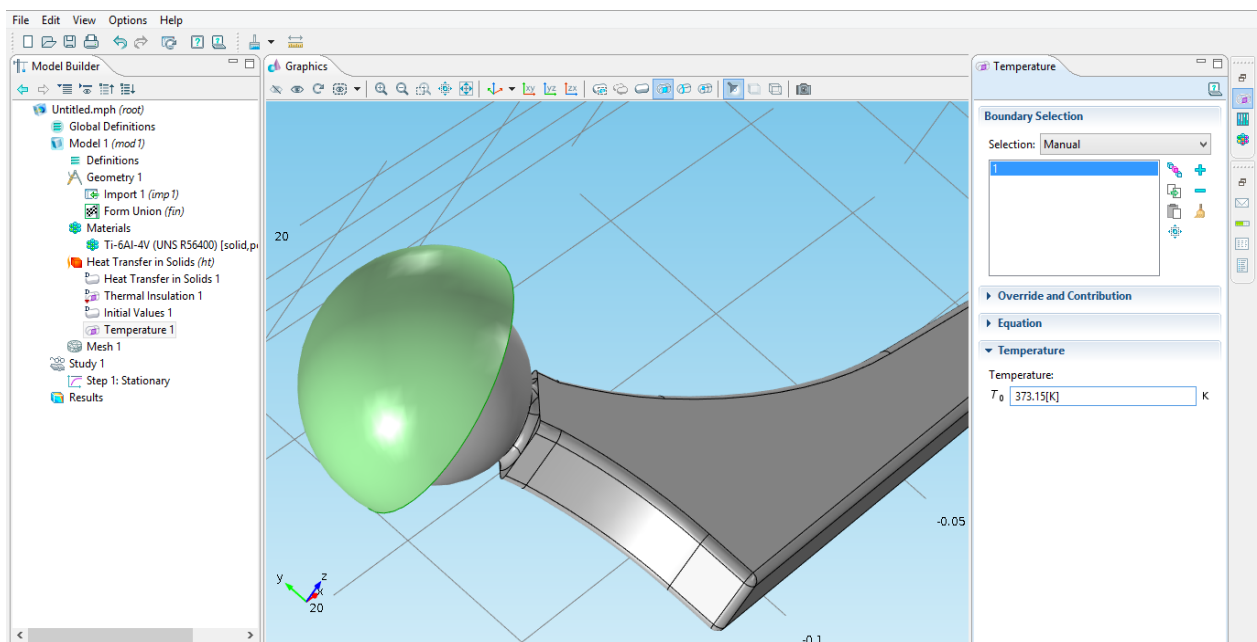 File Edit View Options Help
Model Builder
Untitled.mph (root)
Global Definitions
Model 1 (mod1)
Definitions
Geometry 1
Import 1 (imp1)
Form Union (fin)
Materials
Ti-6Al-4V (UNS R56400) [solid,p
Heat Transfer in Solids (ht)
Heat Transfer in Solids 1
Thermal Insulation 1
Initial Values 1
Temperature 1
Mesh 1
Study 1
Step 1: Stationary
Results
Graphics
xy yz zx
20
-0.05
-0.1
y z x
20
Temperature
Boundary Selection
Selection: Manual
1
Override and Contribution
Equation
Temperature
Temperature:
T0 373.15[K] K